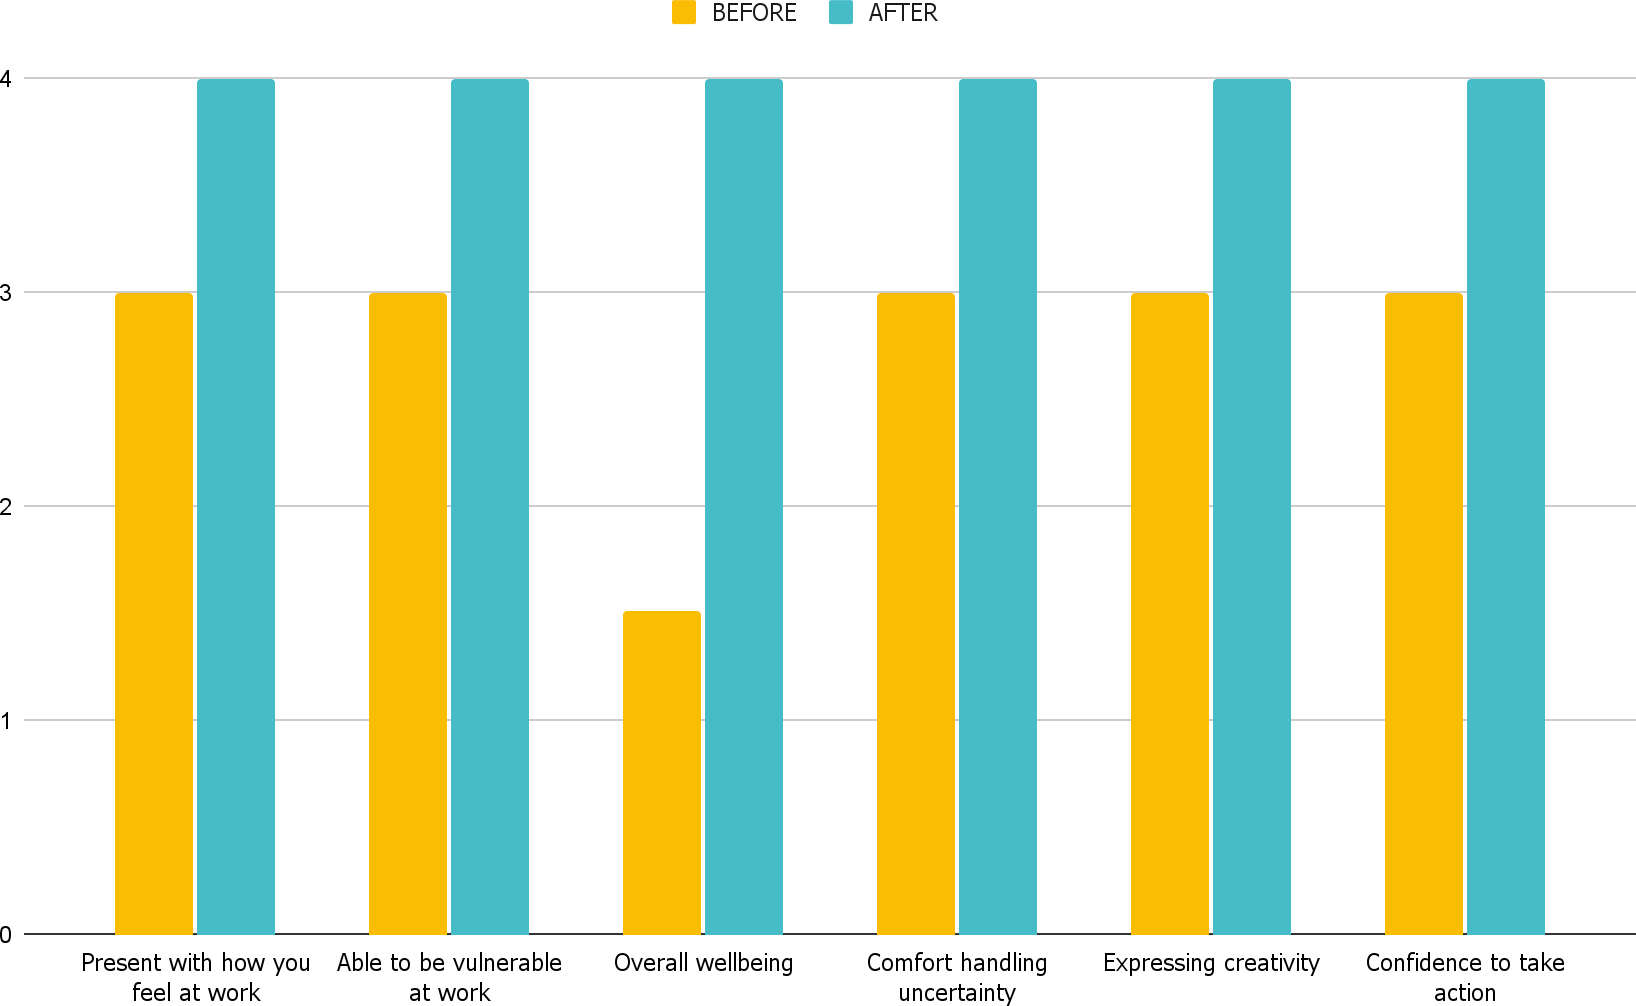 BEFORE AFTER
4
3
2
1
0
Present with how you
feel at work
Able to be vulnerable
at work
Overall wellbeing
Comfort handling
uncertainty
Expressing creativity
Confidence to take
action